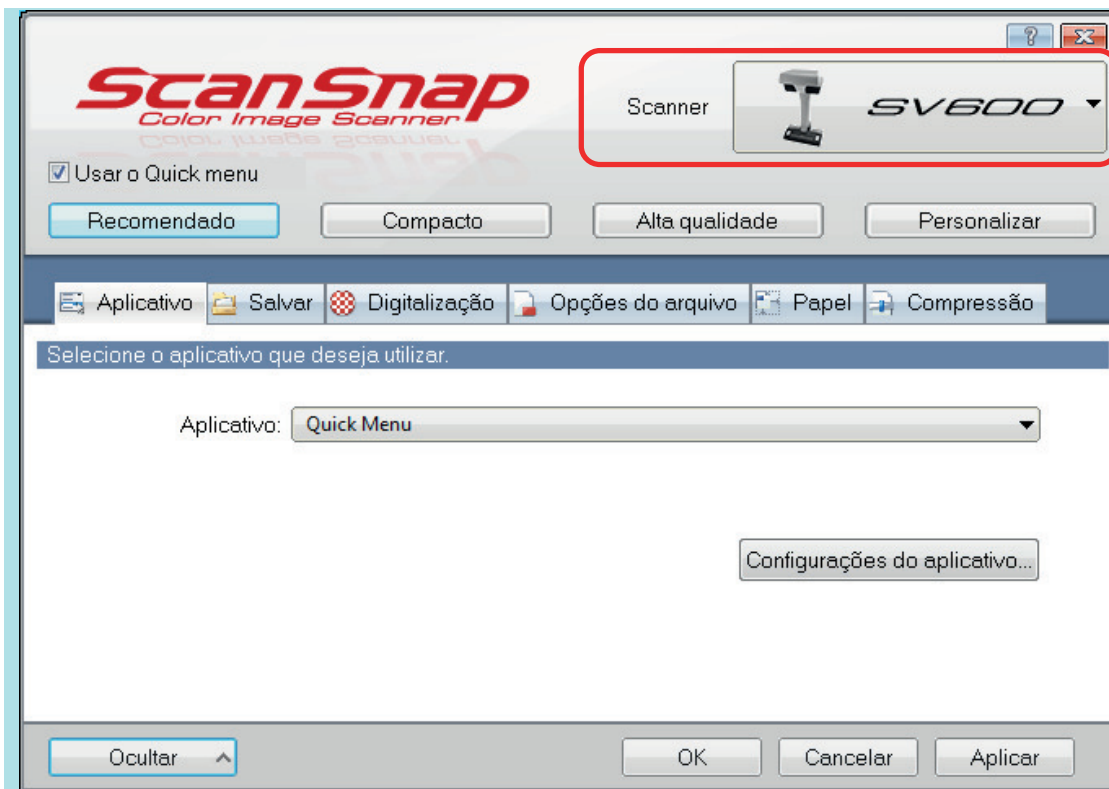 ScanSnap
Color Image Scanner
Scanner
SV600
Usar o Quick menu
Recomendado
Compacto
Alta qualidade
Personalizar
Aplicativo
Salvar
Digitalização
Opções do arquivo
Papel
Compressão
Selecione o aplicativo que deseja utilizar.
Aplicativo:
Quick Menu
Configurações do aplicativo...
Ocultar
OK
Cancelar
Aplicar